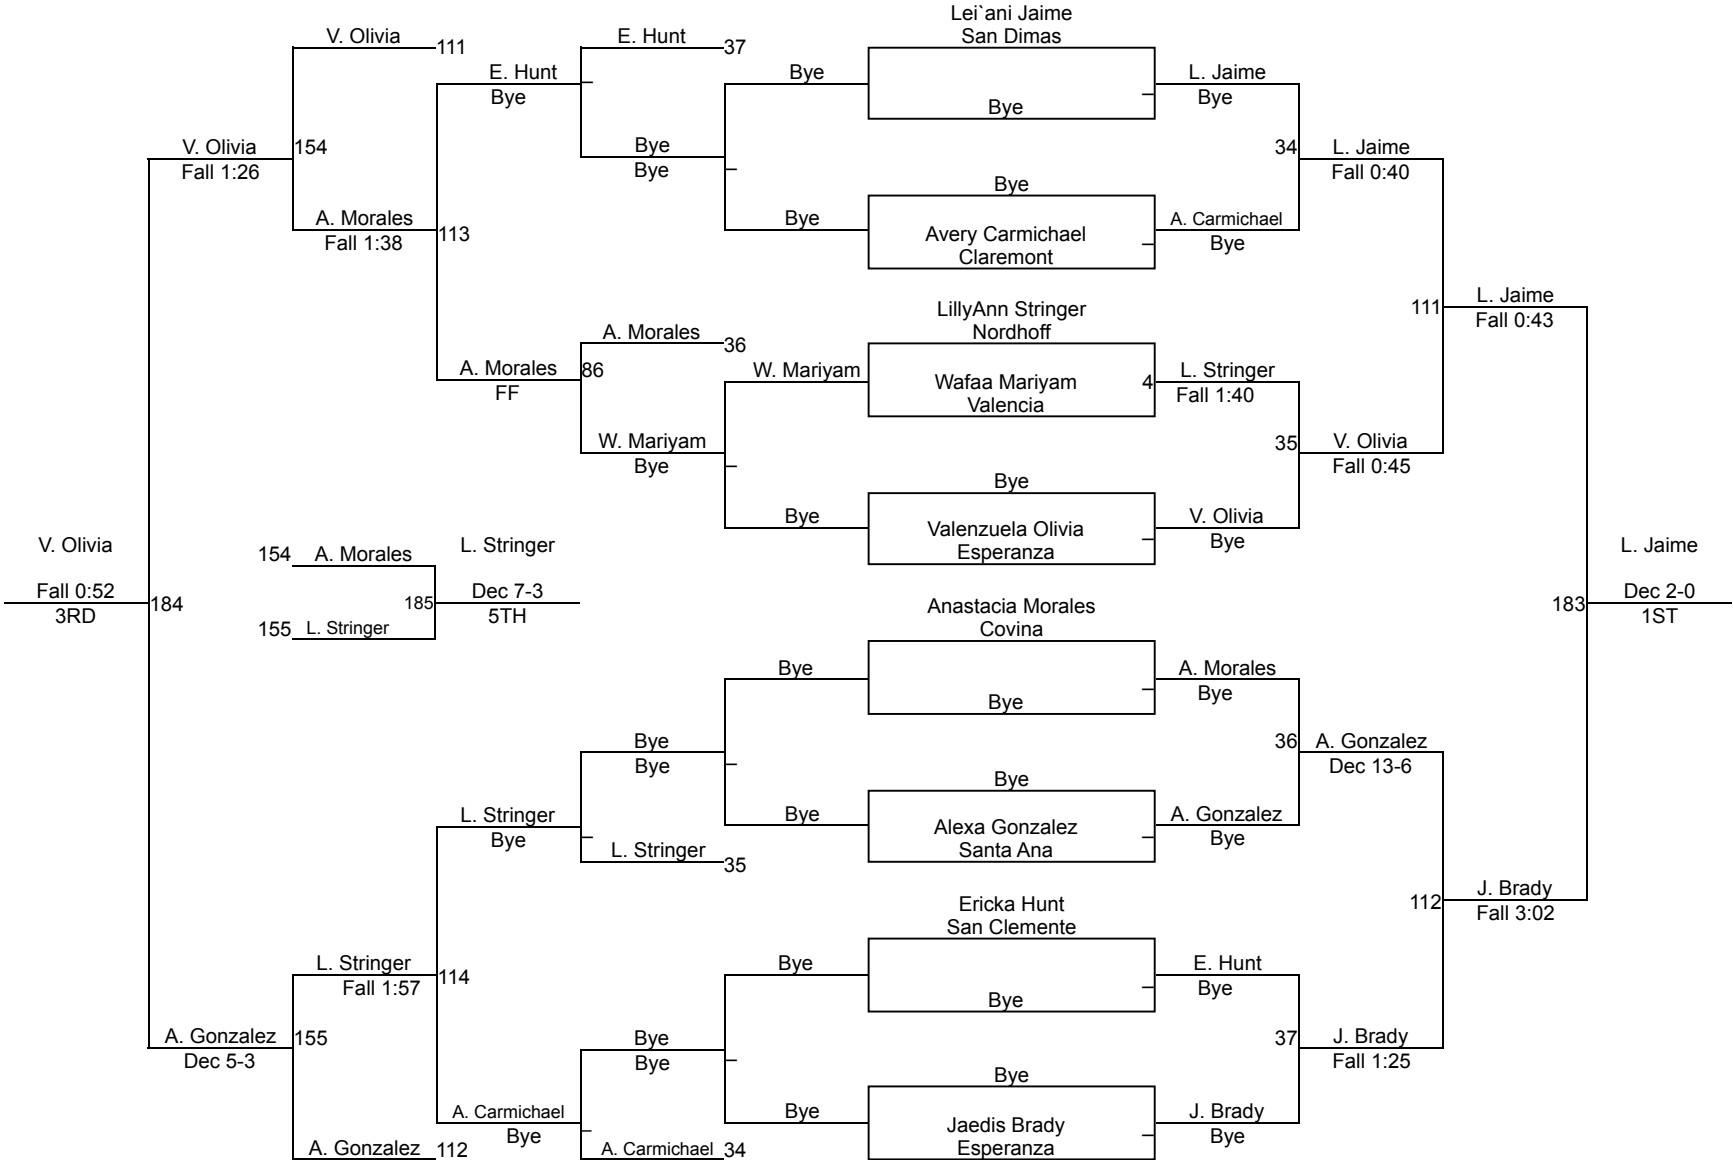 Lei`ani Jaime
San Dimas
V. Olivia
111
E. Hunt
37
E. Hunt
Bye
Bye
Bye
L. Jaime
Bye
V. Olivia
Fall 1:26
154
Bye
Bye
34
L. Jaime
Fall 0:40
Bye
A. Morales
Fall 1:38
113
Bye
Avery Carmichael
Claremont
A. Carmichael
Bye
LillyAnn Stringer
Nordhoff
111
L. Jaime
Fall 0:43
A. Morales
36
A. Morales
FF
86
W. Mariyam
Wafaa Mariyam
Valencia
4
L. Stringer
Fall 1:40
W. Mariyam
Bye
35
V. Olivia
Fall 0:45
Bye
Bye
Valenzuela Olivia
Esperanza
V. Olivia
Bye
V. Olivia
Fall 0:52
3RD
184
154
A. Morales
155
L. Stringer
185
L. Stringer
Dec 7-3
5TH
L. Jaime
183
Dec 2-0
1ST
Anastacia Morales
Covina
Bye
Bye
A. Morales
Bye
Bye
Bye
36
A. Gonzalez
Dec 13-6
Bye
Bye
Alexa Gonzalez
Santa Ana
A. Gonzalez
Bye
L. Stringer
Bye
L. Stringer
35
Ericka Hunt
San Clemente
112
J. Brady
Fall 3:02
L. Stringer
Fall 1:57
114
Bye
Bye
E. Hunt
Bye
A. Gonzalez
Dec 5-3
155
Bye
Bye
37
J. Brady
Fall 1:25
Bye
A. Carmichael
Bye
Bye
Jaedis Brady
Esperanza
J. Brady
Bye
A. Gonzalez
112
A. Carmichael
34